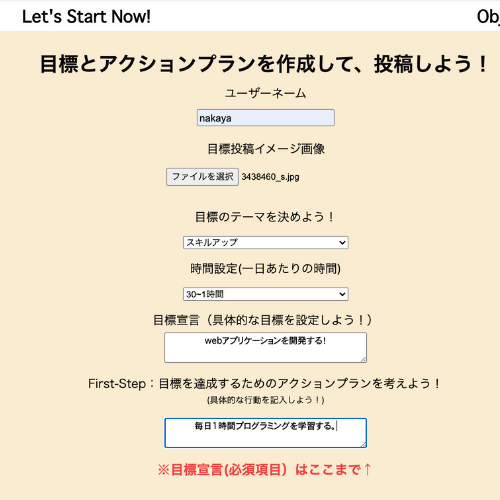 Let's Start Now!
Ob
目標とアクションプランを作成して、投稿しよう！
ユーザーネーム
nakaya
目標投稿イメージ画像
ファイルを選択 3438460_s.jpg
目標のテーマを決めよう！
スキルアップ
時間設定(一日あたりの時間)
30~1時間
目標宣言（具体的な目標を設定しよう！）
webアプリケーションを開発する!
First-Step：目標を達成するためのアクションプランを考えよう！
(具体的な行動を記入しよう！)
毎日1時間プログラミングを学習する。
※目標宣言(必須項目）はここまで↑